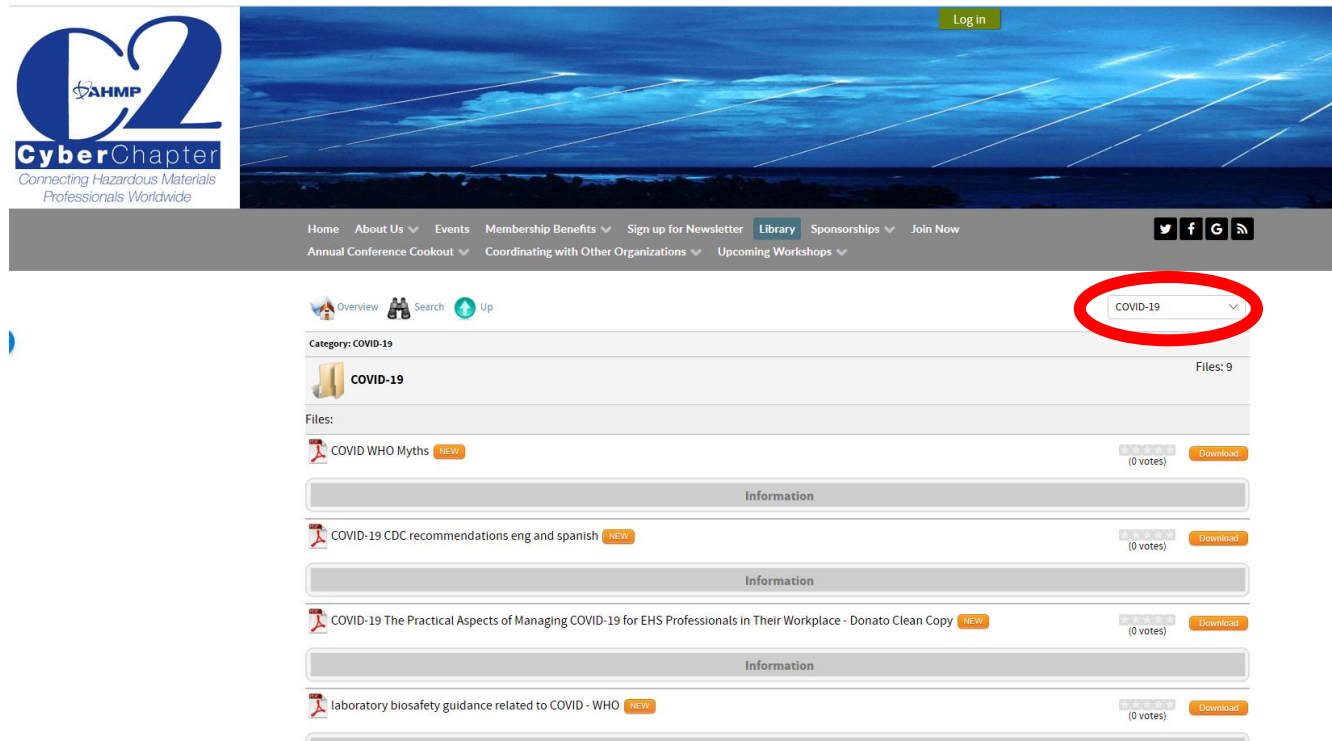 Log in
C2
AHMP
CyberChapter
Connecting Hazardous Materials
Professionals Worldwide
Home About Us Events Membership Benefits Sign up for Newsletter Library Sponsorships Join Now
Annual Conference Cookout Coordinating with Other Organizations Upcoming Workshops
Overview Search Up COVID-19
Category: COVID-19
COVID-19 Files: 9
Files:
COVID WHO Myths NEW (0 votes) Download
Information
COVID-19 CDC recommendations eng and spanish NEW (0 votes) Download
Information
COVID-19 The Practical Aspects of Managing COVID-19 for EHS Professionals in Their Workplace - Donato Clean Copy NEW (0 votes) Download
Information
laboratory biosafety guidance related to COVID - WHO NEW (0 votes) Download